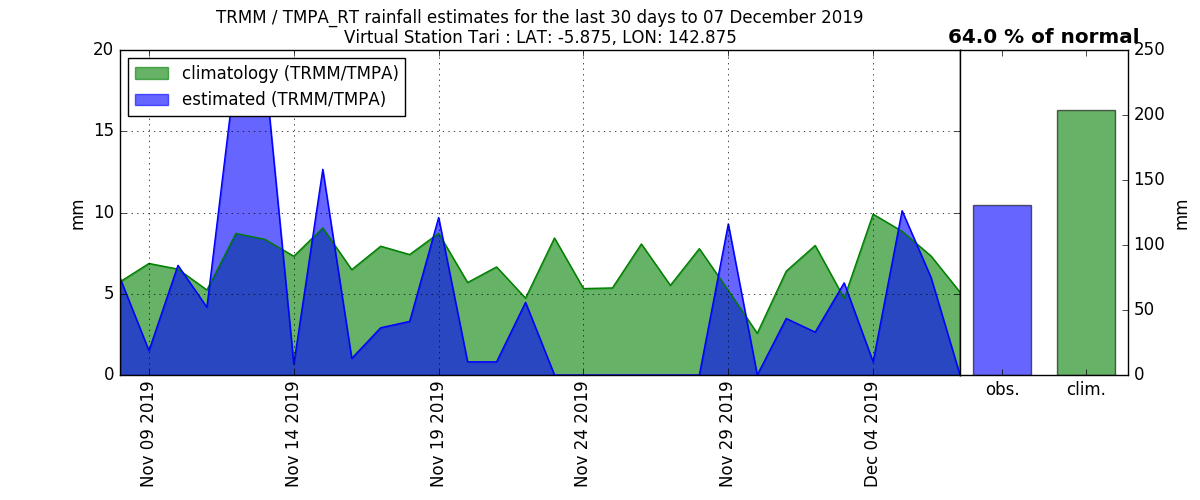 TRMM / TMPA_RT rainfall estimates for the last 30 days to 07 December 2019
Virtual Station Tari : LAT: -5.875, LON: 142.875
64.0 % of normal
climatology (TRMM/TMPA)
estimated (TRMM/TMPA)
20
15
10
5
0
mm
Nov 09 2019
Nov 14 2019
Nov 19 2019
Nov 24 2019
Nov 29 2019
Dec 04 2019
250
200
150
100
50
0
mm
obs.
clim.